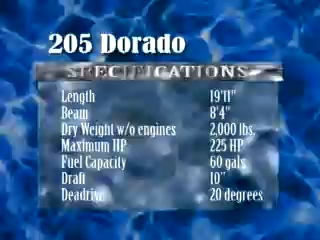 205 Dorado
SPECIFICATIONS
Length 19'11"
Beam 8'4"
Dry Weight w/o engines 2,000 lbs.
Maximum HP 225 HP
Fuel Capacity 60 gals.
Draft 10"
Deadrise 20 degrees